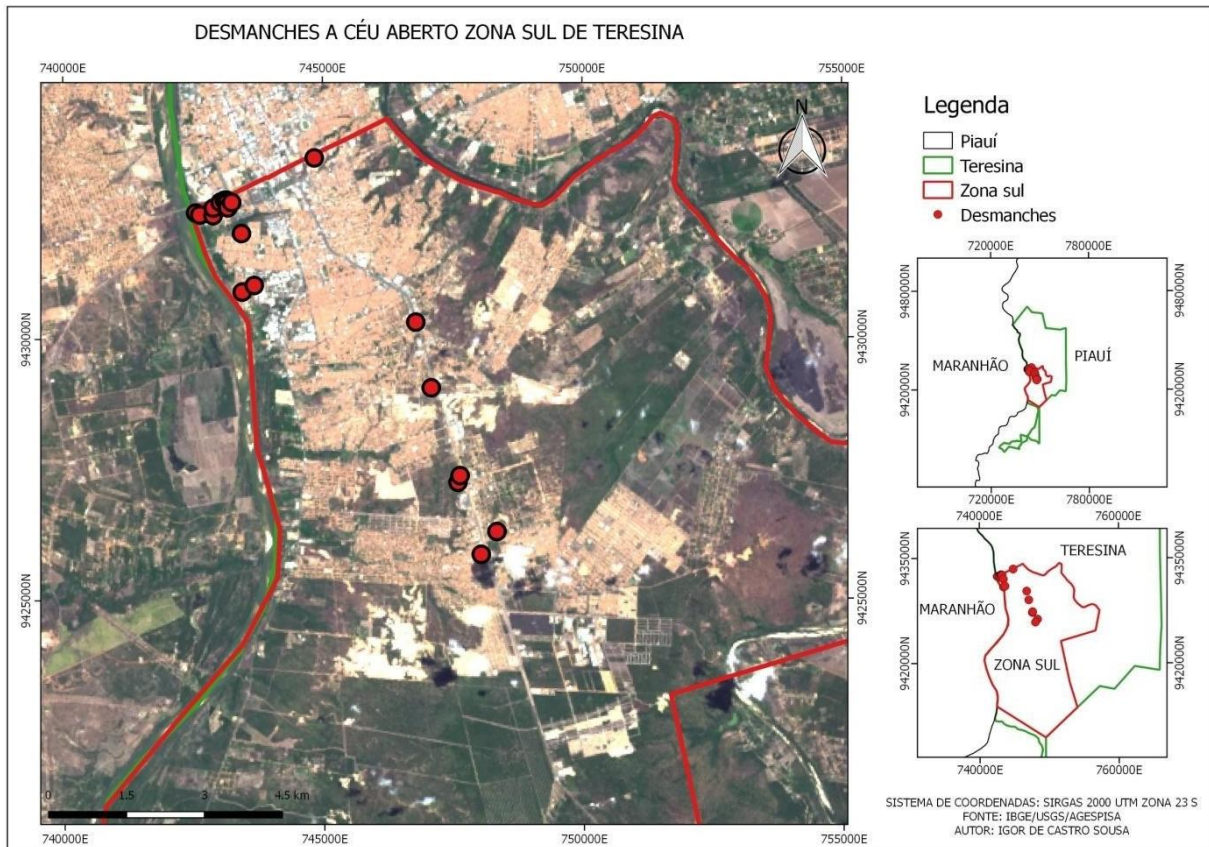 DESMANCHES A CÉU ABERTO ZONA SUL DE TERESINA
740000E 745000E 750000E 755000E
N
9430000N 9430000N
9425000N 9425000N
0 1.5 3 4.5 km
740000E 745000E 750000E 755000E
Legenda
Piauí
Teresina
Zona sul
Desmanches
720000E 780000E
9480000N 9480000N
MARANHÃO PIAUÍ
9420000N 9420000N
720000E 780000E
740000E 760000E
TERESINA
9435000N 9435000N
MARANHÃO
ZONA SUL
9420000N 9420000N
740000E 760000E
SISTEMA DE COORDENADAS: SIRGAS 2000 UTM ZONA 23 S
FONTE: IBGE/USGS/AGESPISA
AUTOR: IGOR DE CASTRO SOUSA